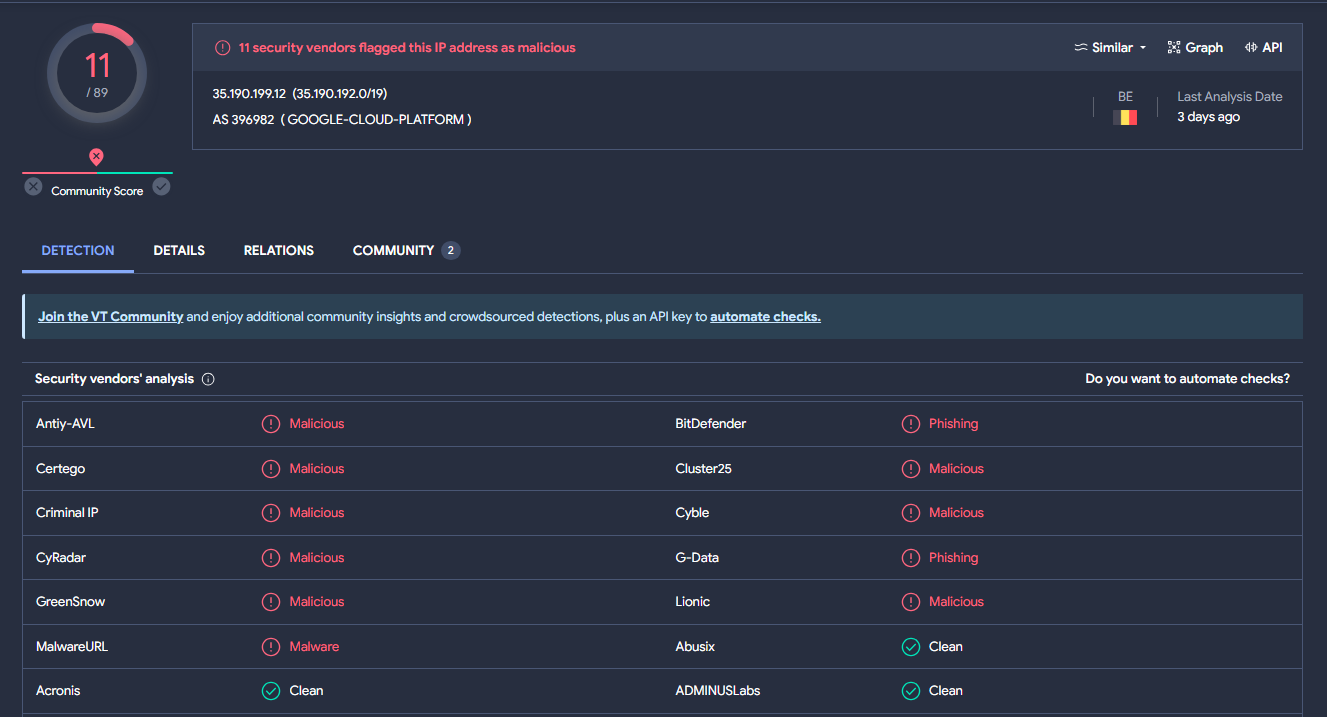 11
/ 89
Community Score
11 security vendors flagged this IP address as malicious
Similar
Graph
API
35.190.199.12 (35.190.192.0/19)
AS 396982 ( GOOGLE-CLOUD-PLATFORM )
BE
Last Analysis Date
3 days ago
DETECTION DETAILS RELATIONS COMMUNITY 2
Join the VT Community and enjoy additional community insights and crowdsourced detections, plus an API key to automate checks.
Security vendors' analysis Do you want to automate checks?
Antiy-AVL Malicious BitDefender Phishing
Certego Malicious Cluster25 Malicious
Criminal IP Malicious Cyble Malicious
CyRadar Malicious G-Data Phishing
GreenSnow Malicious Lionic Malicious
MalwareURL Malware Abusix Clean
Acronis Clean ADMINUSLabs Clean